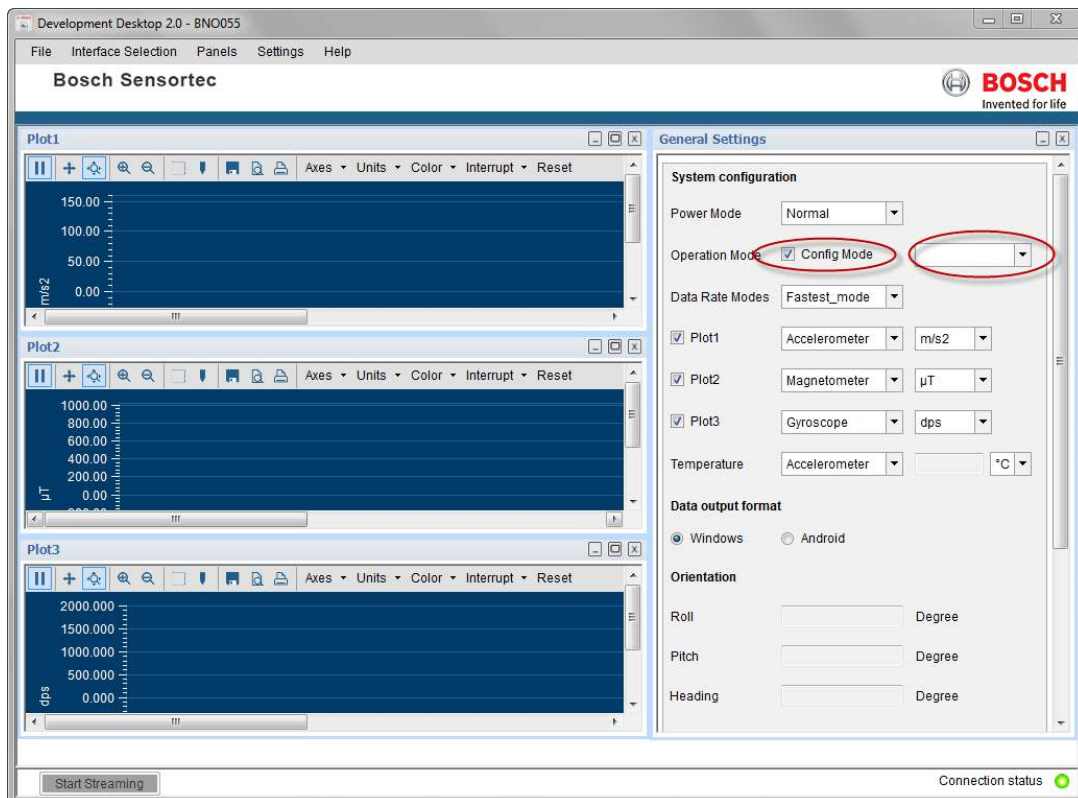 Development Desktop 2.0 - BNO055
File Interface Selection Panels Settings Help
Bosch Sensortec
BOSCH
Invented for life
Plot1
Axes Units Color Interrupt Reset
150.00
100.00
50.00
0.00
m/s2
Plot2
Axes Units Color Interrupt Reset
1000.00
800.00
600.00
400.00
200.00
0.00
µT
Plot3
Axes Units Color Interrupt Reset
2000.000
1500.000
1000.000
500.000
0.000
dps
General Settings
System configuration
Power Mode Normal
Operation Mode Config Mode
Data Rate Modes Fastest_mode
Plot1 Accelerometer m/s2
Plot2 Magnetometer µT
Plot3 Gyroscope dps
Temperature Accelerometer °C
Data output format
Windows Android
Orientation
Roll Degree
Pitch Degree
Heading Degree
Start Streaming
Connection status